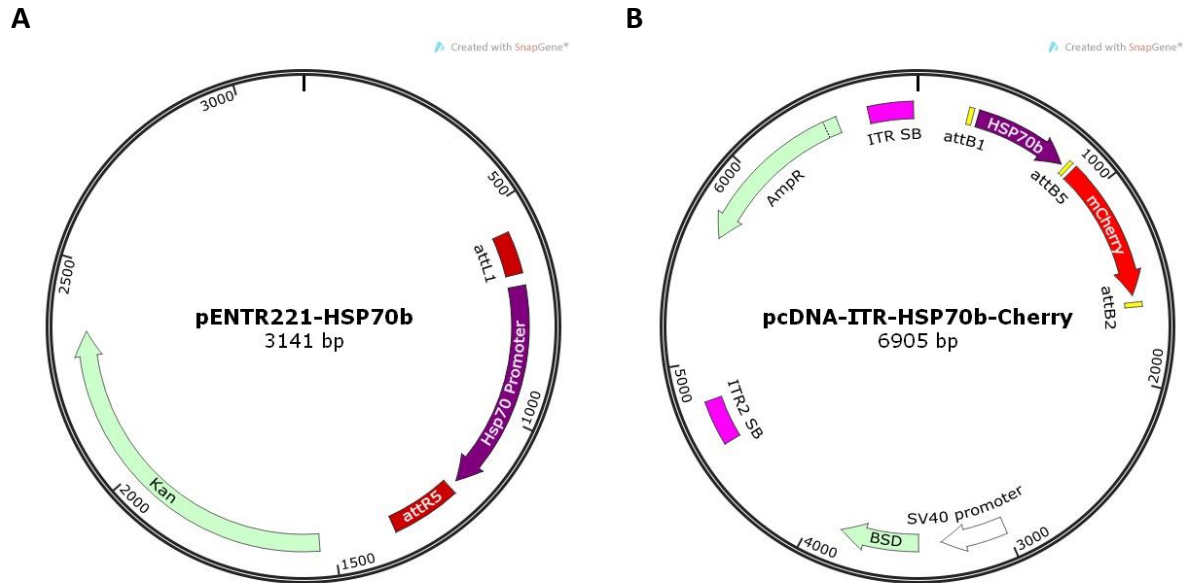 A
Created with SnapGene®
3000
500
attL1
2500
pENTR221-HSP70b
3141 bp
Hsp70 Promoter
1000
Kan
2000
attR5
1500
B
Created with SnapGene®
ITR SB
attB1
HSP70b
1000
6000
AmpR
attB5
mCherry
attB2
pcDNA-ITR-HSP70b-Cherry
6905 bp
2000
5000
ITR2 SB
SV40 promoter
BSD
3000
4000